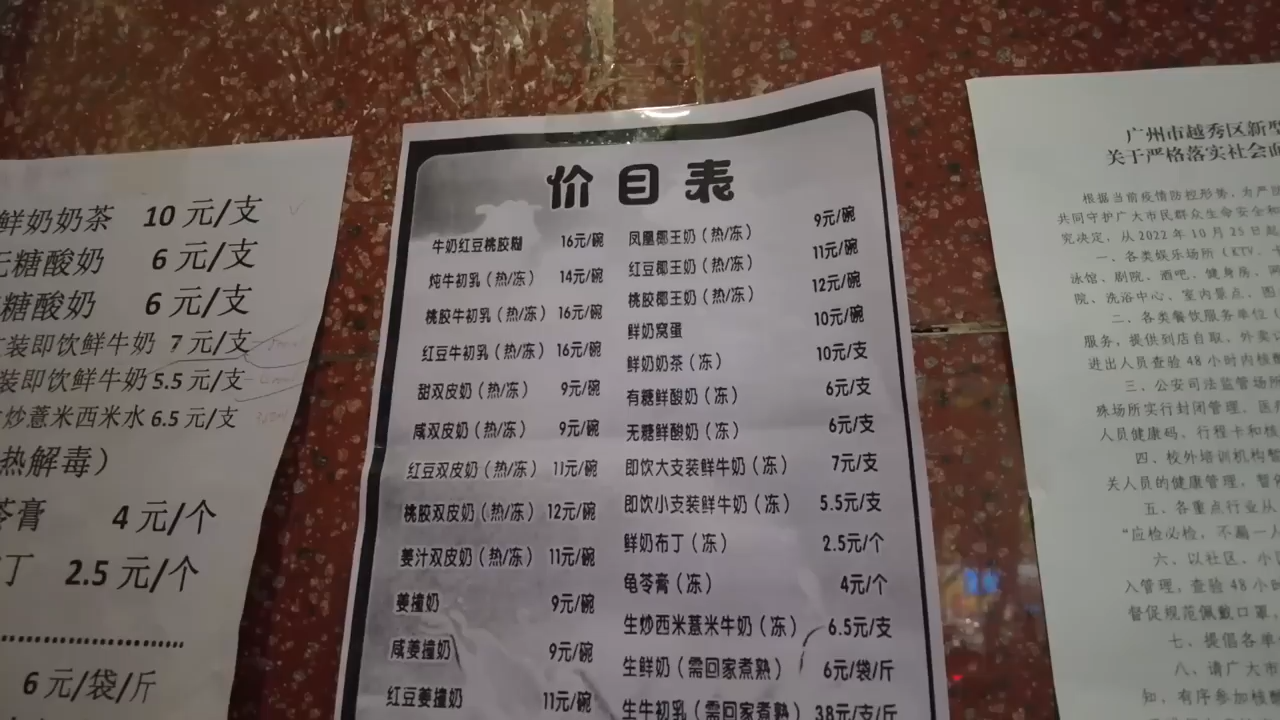 鲜奶奶茶 10元/支
无糖酸奶 6元/支
糖酸奶 6元/支
装即饮鲜牛奶 7元/支
装即饮鲜牛奶 5.5元/支
炒薏米西米水 6.5元/支
热解毒）
苓膏 4元/个
丁 2.5元/个
6元/袋/斤
价目表
牛奶红豆桃胶糊 16元/碗
炖牛初乳（热/冻） 14元/碗
桃胶牛初乳（热/冻） 16元/碗
红豆牛初乳（热/冻） 16元/碗
甜双皮奶（热/冻） 9元/碗
咸双皮奶（热/冻） 9元/碗
红豆双皮奶（热/冻） 11元/碗
桃胶双皮奶（热/冻） 12元/碗
姜汁双皮奶（热/冻） 11元/碗
姜撞奶 9元/碗
咸姜撞奶 9元/碗
红豆姜撞奶 11元/碗
凤凰椰王奶（热/冻） 9元/碗
红豆椰王奶（热/冻） 11元/碗
桃胶椰王奶（热/冻） 12元/碗
鲜奶窝蛋 10元/碗
鲜奶奶茶（冻） 10元/支
有糖鲜酸奶（冻） 6元/支
无糖鲜酸奶（冻） 6元/支
即饮大支装鲜牛奶（冻） 7元/支
即饮小支装鲜牛奶（冻） 5.5元/支
鲜奶布丁（冻） 2.5元/个
龟苓膏（冻） 4元/个
生炒西米薏米牛奶（冻） 6.5元/支
生鲜奶（需回家煮熟） 6元/袋/斤
生牛初乳（需回家煮熟） 38元/支/斤
广州市越秀区新型
关于严格落实社会面
根据当前疫情防控形势，为严
共同守护广大市民群众生命安全和
究决定，从2022年10月25日起
一、各类娱乐场所（KTV、
泳馆、剧院、酒吧、健身房、
院、洗浴中心、室内景点、图
二、各类餐饮服务单位
服务，提供到店自取、外卖
进出人员查验48小时内核
三、公安司法监管场所
殊场所实行封闭管理，医
人员健康码、行程卡和核
四、校外培训机构暂
关人员的健康管理，暂
五、各重点行业从
“应检必检，不漏一人
六、以社区、小
入管理，查验48小时
督促规范佩戴口罩，
七、提倡各单
八、请广大市
知，有序参加核